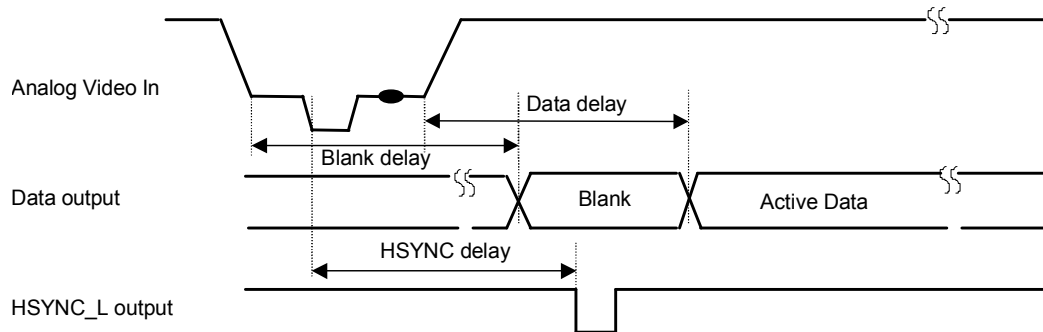 Analog Video In
Data delay
Blank delay
Data output
Blank
Active Data
HSYNC delay
HSYNC_L output